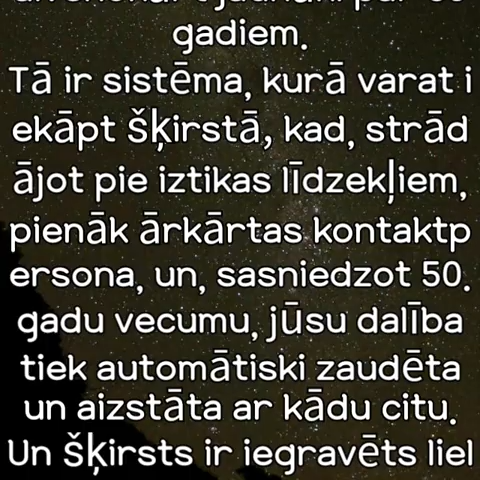 gadiem.
Tā ir sistēma, kurā varat i
ekāpt Šķirstā, kad, strād
ājot pie iztikas līdzekļiem,
pienāk ārkārtas kontaktp
ersona, un, sasniedzot 50.
gadu vecumu, jūsu dalība
tiek automātiski zaudēta
un aizstāta ar kādu citu.
Un Šķirsts ir iegravēts liel